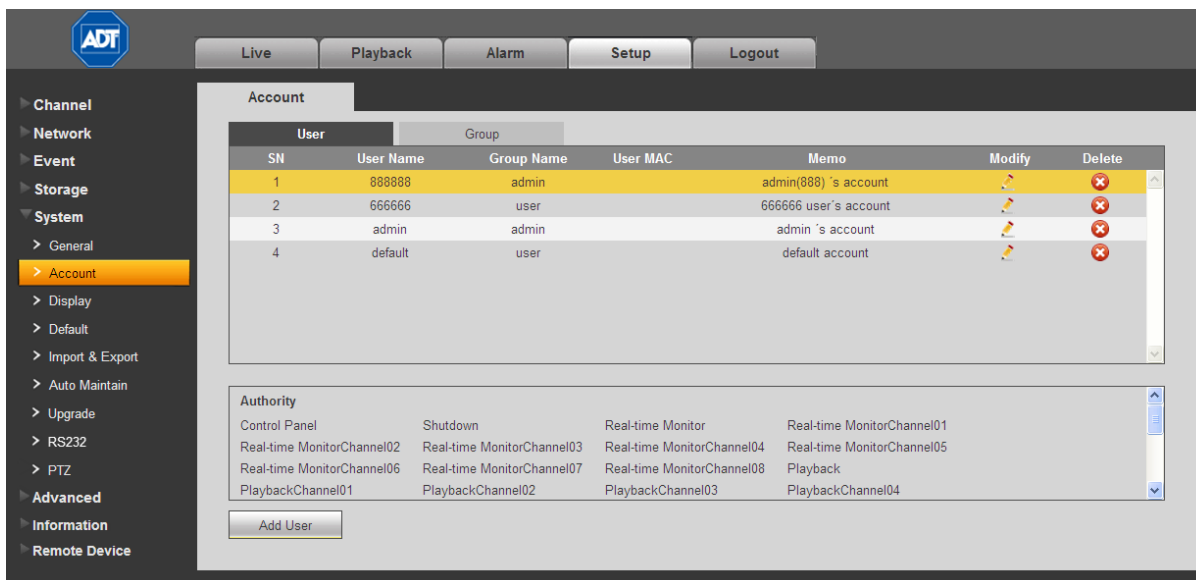 ADT
Live Playback Alarm Setup Logout
Channel
Network
Event
Storage
System
> General
> Account
> Display
> Default
> Import & Export
> Auto Maintain
> Upgrade
> RS232
> PTZ
Advanced
Information
Remote Device
Account
User Group
SN User Name Group Name User MAC Memo Modify Delete
1 888888 admin admin(888) ´s account
2 666666 user 666666 user´s account
3 admin admin admin ´s account
4 default user default account
Authority
Control Panel Shutdown Real-time Monitor Real-time MonitorChannel01
Real-time MonitorChannel02 Real-time MonitorChannel03 Real-time MonitorChannel04 Real-time MonitorChannel05
Real-time MonitorChannel06 Real-time MonitorChannel07 Real-time MonitorChannel08 Playback
PlaybackChannel01 PlaybackChannel02 PlaybackChannel03 PlaybackChannel04
Add User